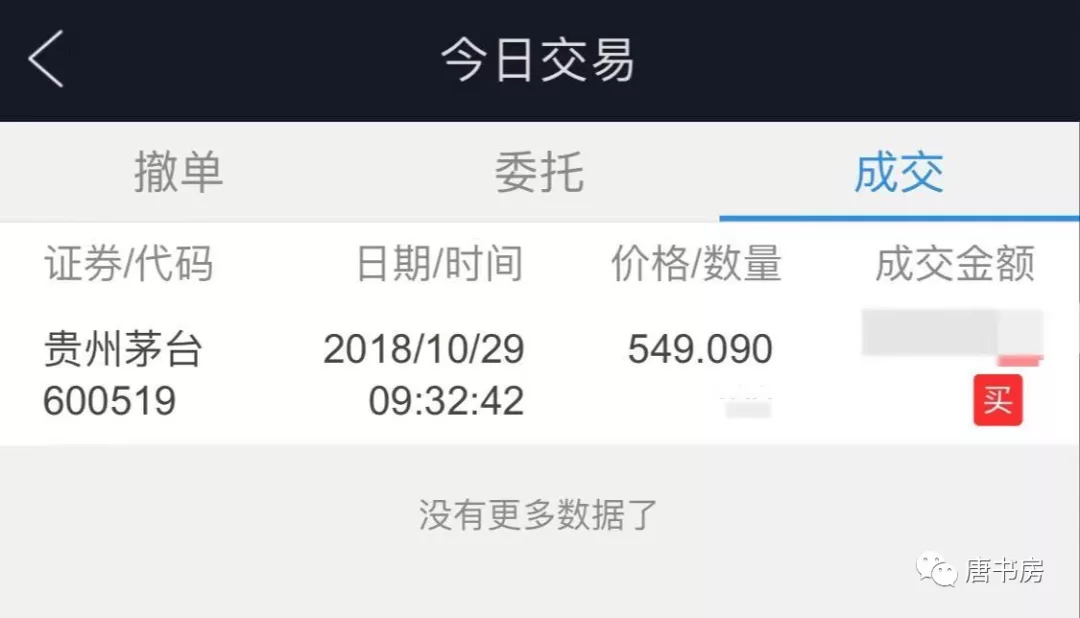 今日交易
撤单 委托 成交
证券/代码 日期/时间 价格/数量 成交金额
贵州茅台 2018/10/29 549.090
600519 09:32:42 买
没有更多数据了
唐书房